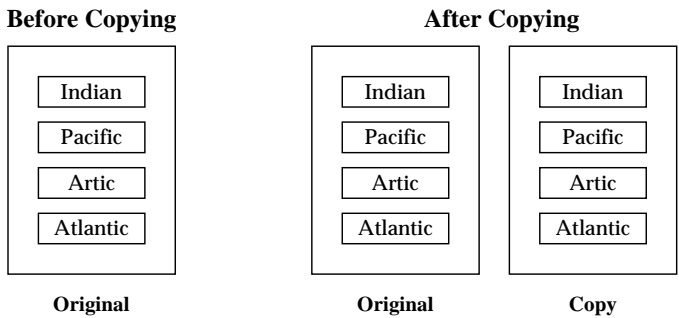 Before Copying
After Copying
Indian
Pacific
Artic
Atlantic
Original
Indian
Pacific
Artic
Atlantic
Original
Indian
Pacific
Artic
Atlantic
Copy